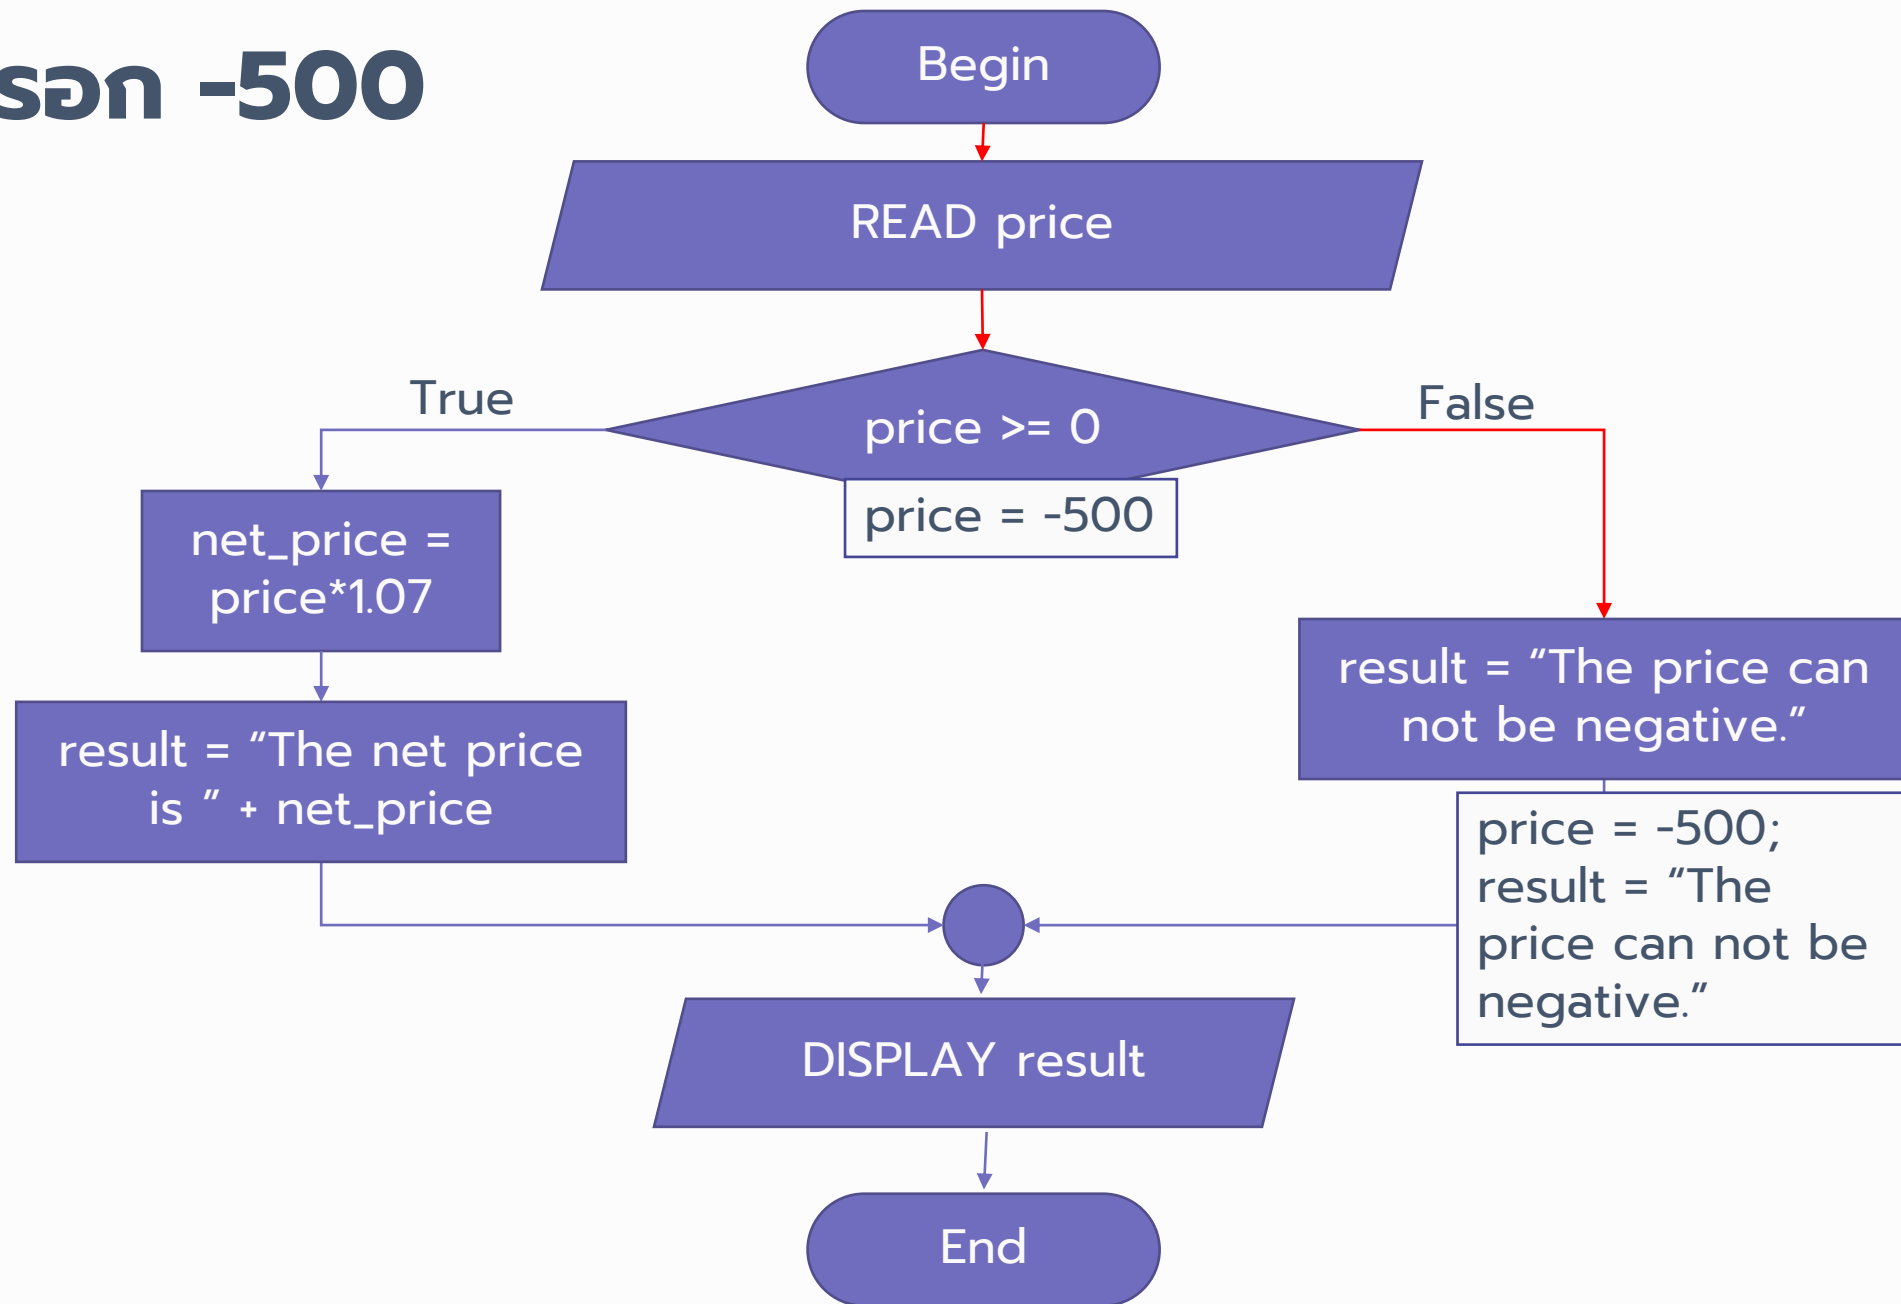 รอก -500
Begin
READ price
True
False
price >= 0
price = -500
net_price =
price*1.07
result = “The price can
not be negative.”
result = “The net price
is ” + net_price
price = -500;
result = “The
price can not be
negative.”
DISPLAY result
End